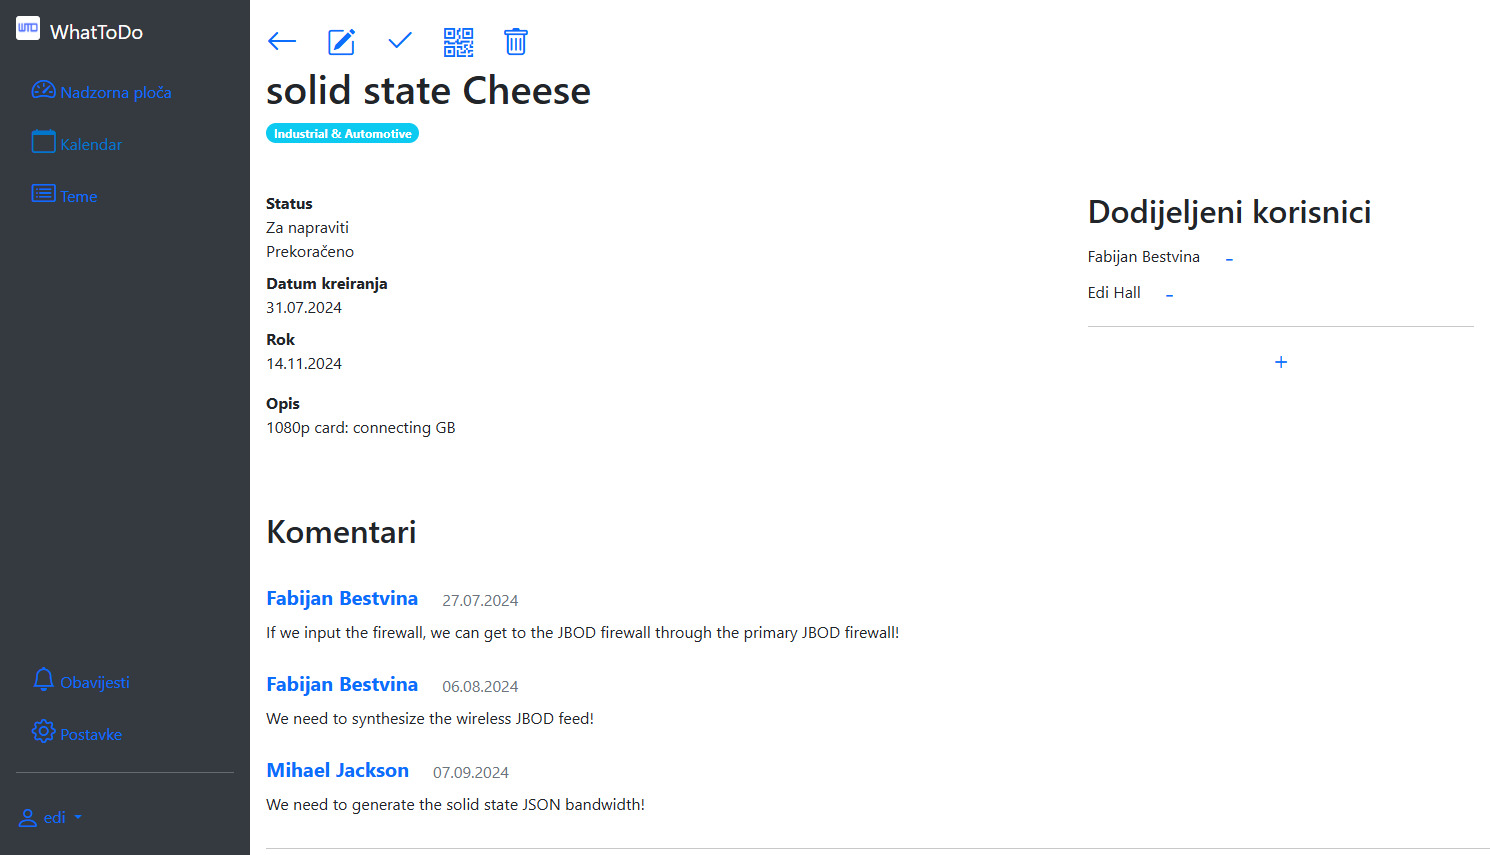 WTD
WhatToDo
Nadzorna ploča
Kalendar
Teme
Obavijesti
Postavke
edi
solid state Cheese
Industrial & Automotive
Status
Za napraviti
Prekoračeno
Datum kreiranja
31.07.2024
Rok
14.11.2024
Opis
1080p card: connecting GB
Dodijeljeni korisnici
Fabijan Bestvina -
Edi Hall -
+
Komentari
Fabijan Bestvina 27.07.2024
If we input the firewall, we can get to the JBOD firewall through the primary JBOD firewall!
Fabijan Bestvina 06.08.2024
We need to synthesize the wireless JBOD feed!
Mihael Jackson 07.09.2024
We need to generate the solid state JSON bandwidth!